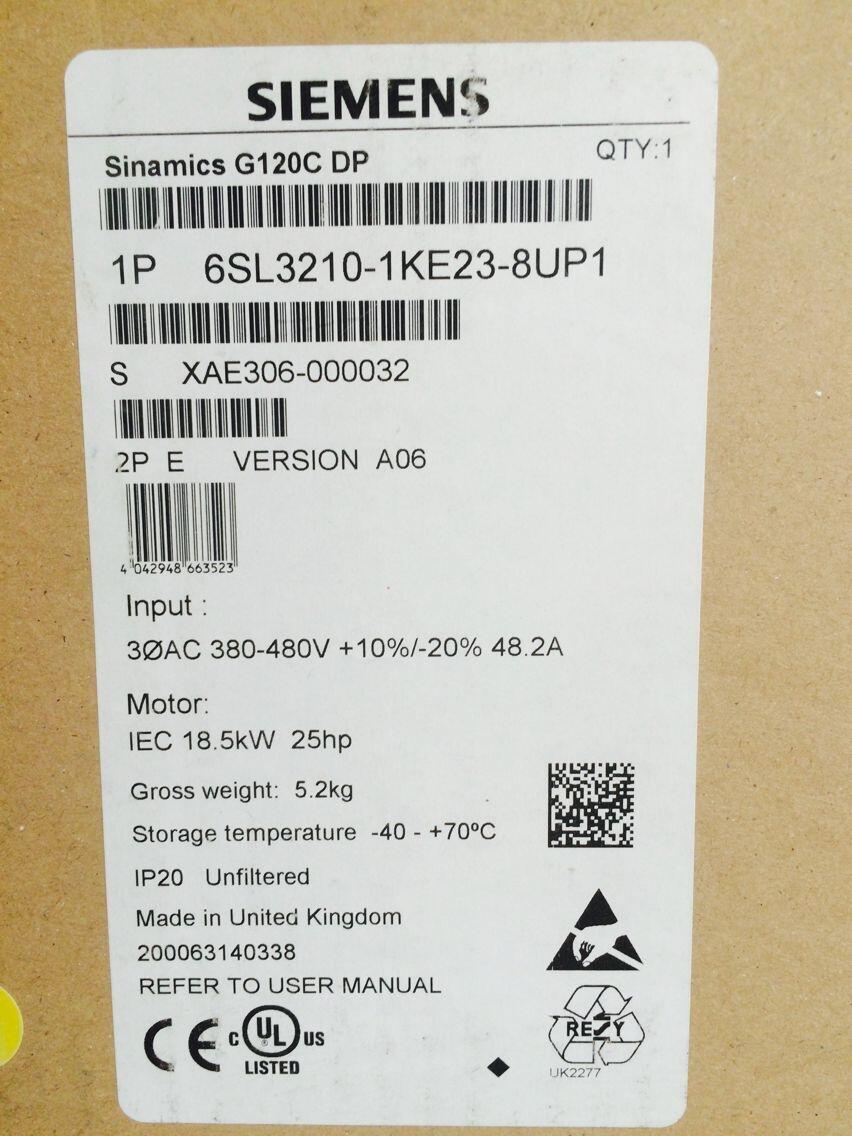 SIEMENS
Sinamics G120C DP
QTY:1
1P 6SL3210-1KE23-8UP1
S XAE306-000032
2P E VERSION A06
4 042948 663523
Input :
3ØAC 380-480V +10%/-20% 48.2A
Motor:
IEC 18.5kW 25hp
Gross weight: 5.2kg
Storage temperature -40 - +70ºC
IP20 Unfiltered
Made in United Kingdom
200063140338
REFER TO USER MANUAL
CE C UL US
LISTED
RESY
UK2277